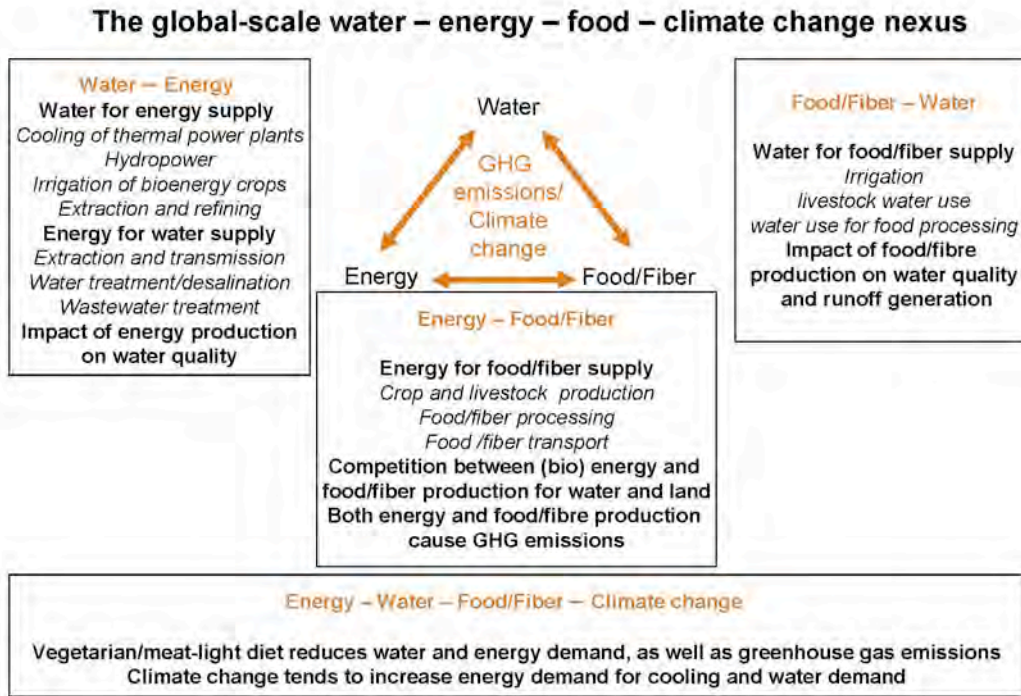 The global-scale water – energy – food – climate change nexus
Water — Energy
Water for energy supply
Cooling of thermal power plants
Hydropower
Irrigation of bioenergy crops
Extraction and refining
Energy for water supply
Extraction and transmission
Water treatment/desalination
Wastewater treatment
Impact of energy production
on water quality
Water
GHG
emissions/
Climate
change
Energy
Food/Fiber
Food/Fiber – Water
Water for food/fiber supply
Irrigation
livestock water use
water use for food processing
Impact of food/fibre
production on water quality
and runoff generation
Energy – Food/Fiber
Energy for food/fiber supply
Crop and livestock production
Food/fiber processing
Food /fiber transport
Competition between (bio) energy and
food/fiber production for water and land
Both energy and food/fibre production
cause GHG emissions
Energy – Water – Food/Fiber – Climate change
Vegetarian/meat-light diet reduces water and energy demand, as well as greenhouse gas emissions
Climate change tends to increase energy demand for cooling and water demand